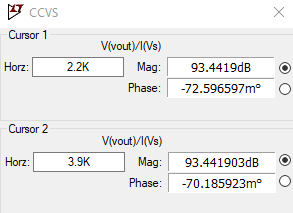 CCVS
Cursor 1
V(vout)/I(Vs)
Horz: 2.2K Mag: 93.4419dB
Phase: -72.596597m°
Cursor 2
V(vout)/I(Vs)
Horz: 3.9K Mag: 93.441903dB
Phase: -70.185923m°